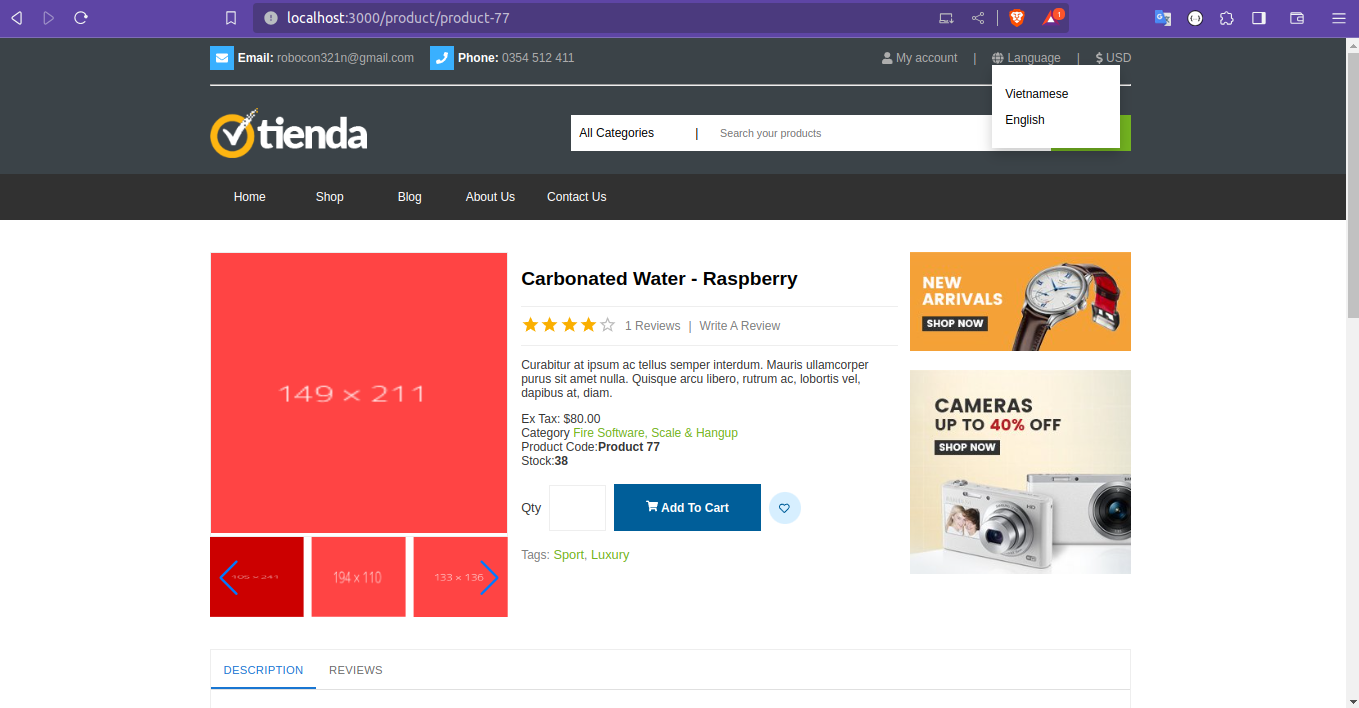 localhost:3000/product/product-77
1
Email: robocon321n@gmail.com
Phone: 0354 512 411
My account | Language | $ USD
Vietnamese
English
tienda
All Categories | Search your products
Home Shop Blog About Us Contact Us
149 x 211
194 x 110
133 x 136
Carbonated Water - Raspberry
1 Reviews | Write A Review
Curabitur at ipsum ac tellus semper interdum. Mauris ullamcorper
purus sit amet nulla. Quisque arcu libero, rutrum ac, lobortis vel,
dapibus at, diam.
Ex Tax: $80.00
Category Fire Software, Scale & Hangup
Product Code:Product 77
Stock:38
Qty Add To Cart
Tags: Sport, Luxury
NEW
ARRIVALS
SHOP NOW
CAMERAS
UP TO 40% OFF
SHOP NOW
DESCRIPTION REVIEWS